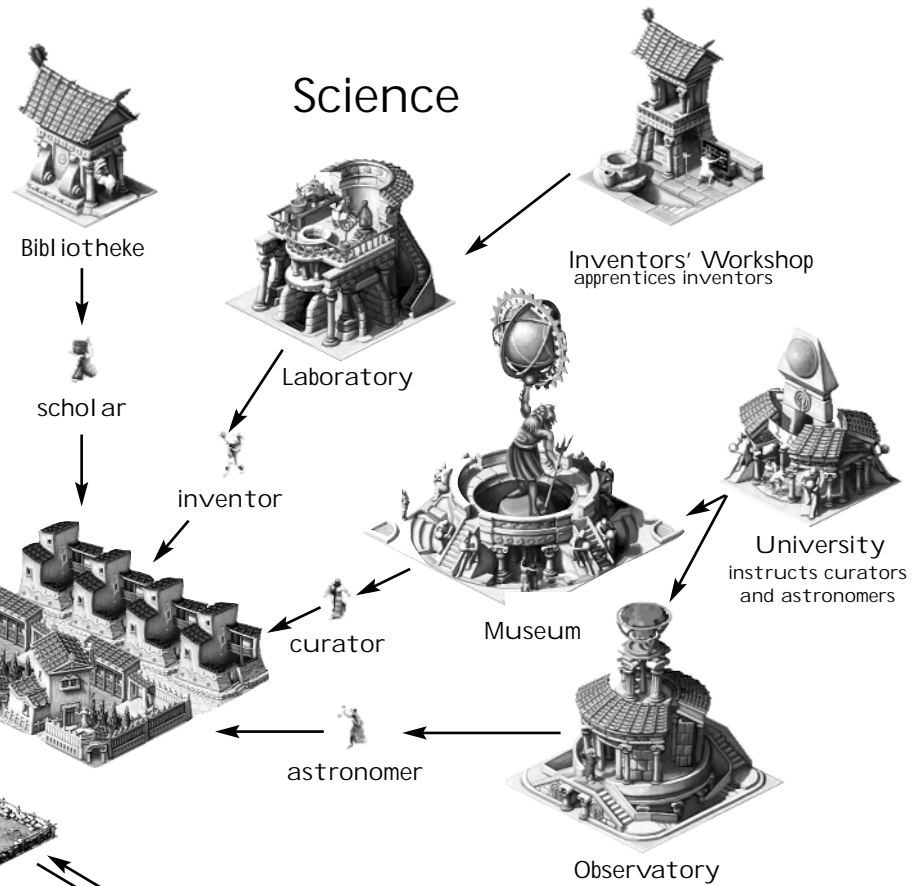 Science
Bibliotheke
Inventors' Workshop
apprentices inventors
Laboratory
scholar
inventor
University
instructs curators
and astronomers
Museum
curator
astronomer
Observatory